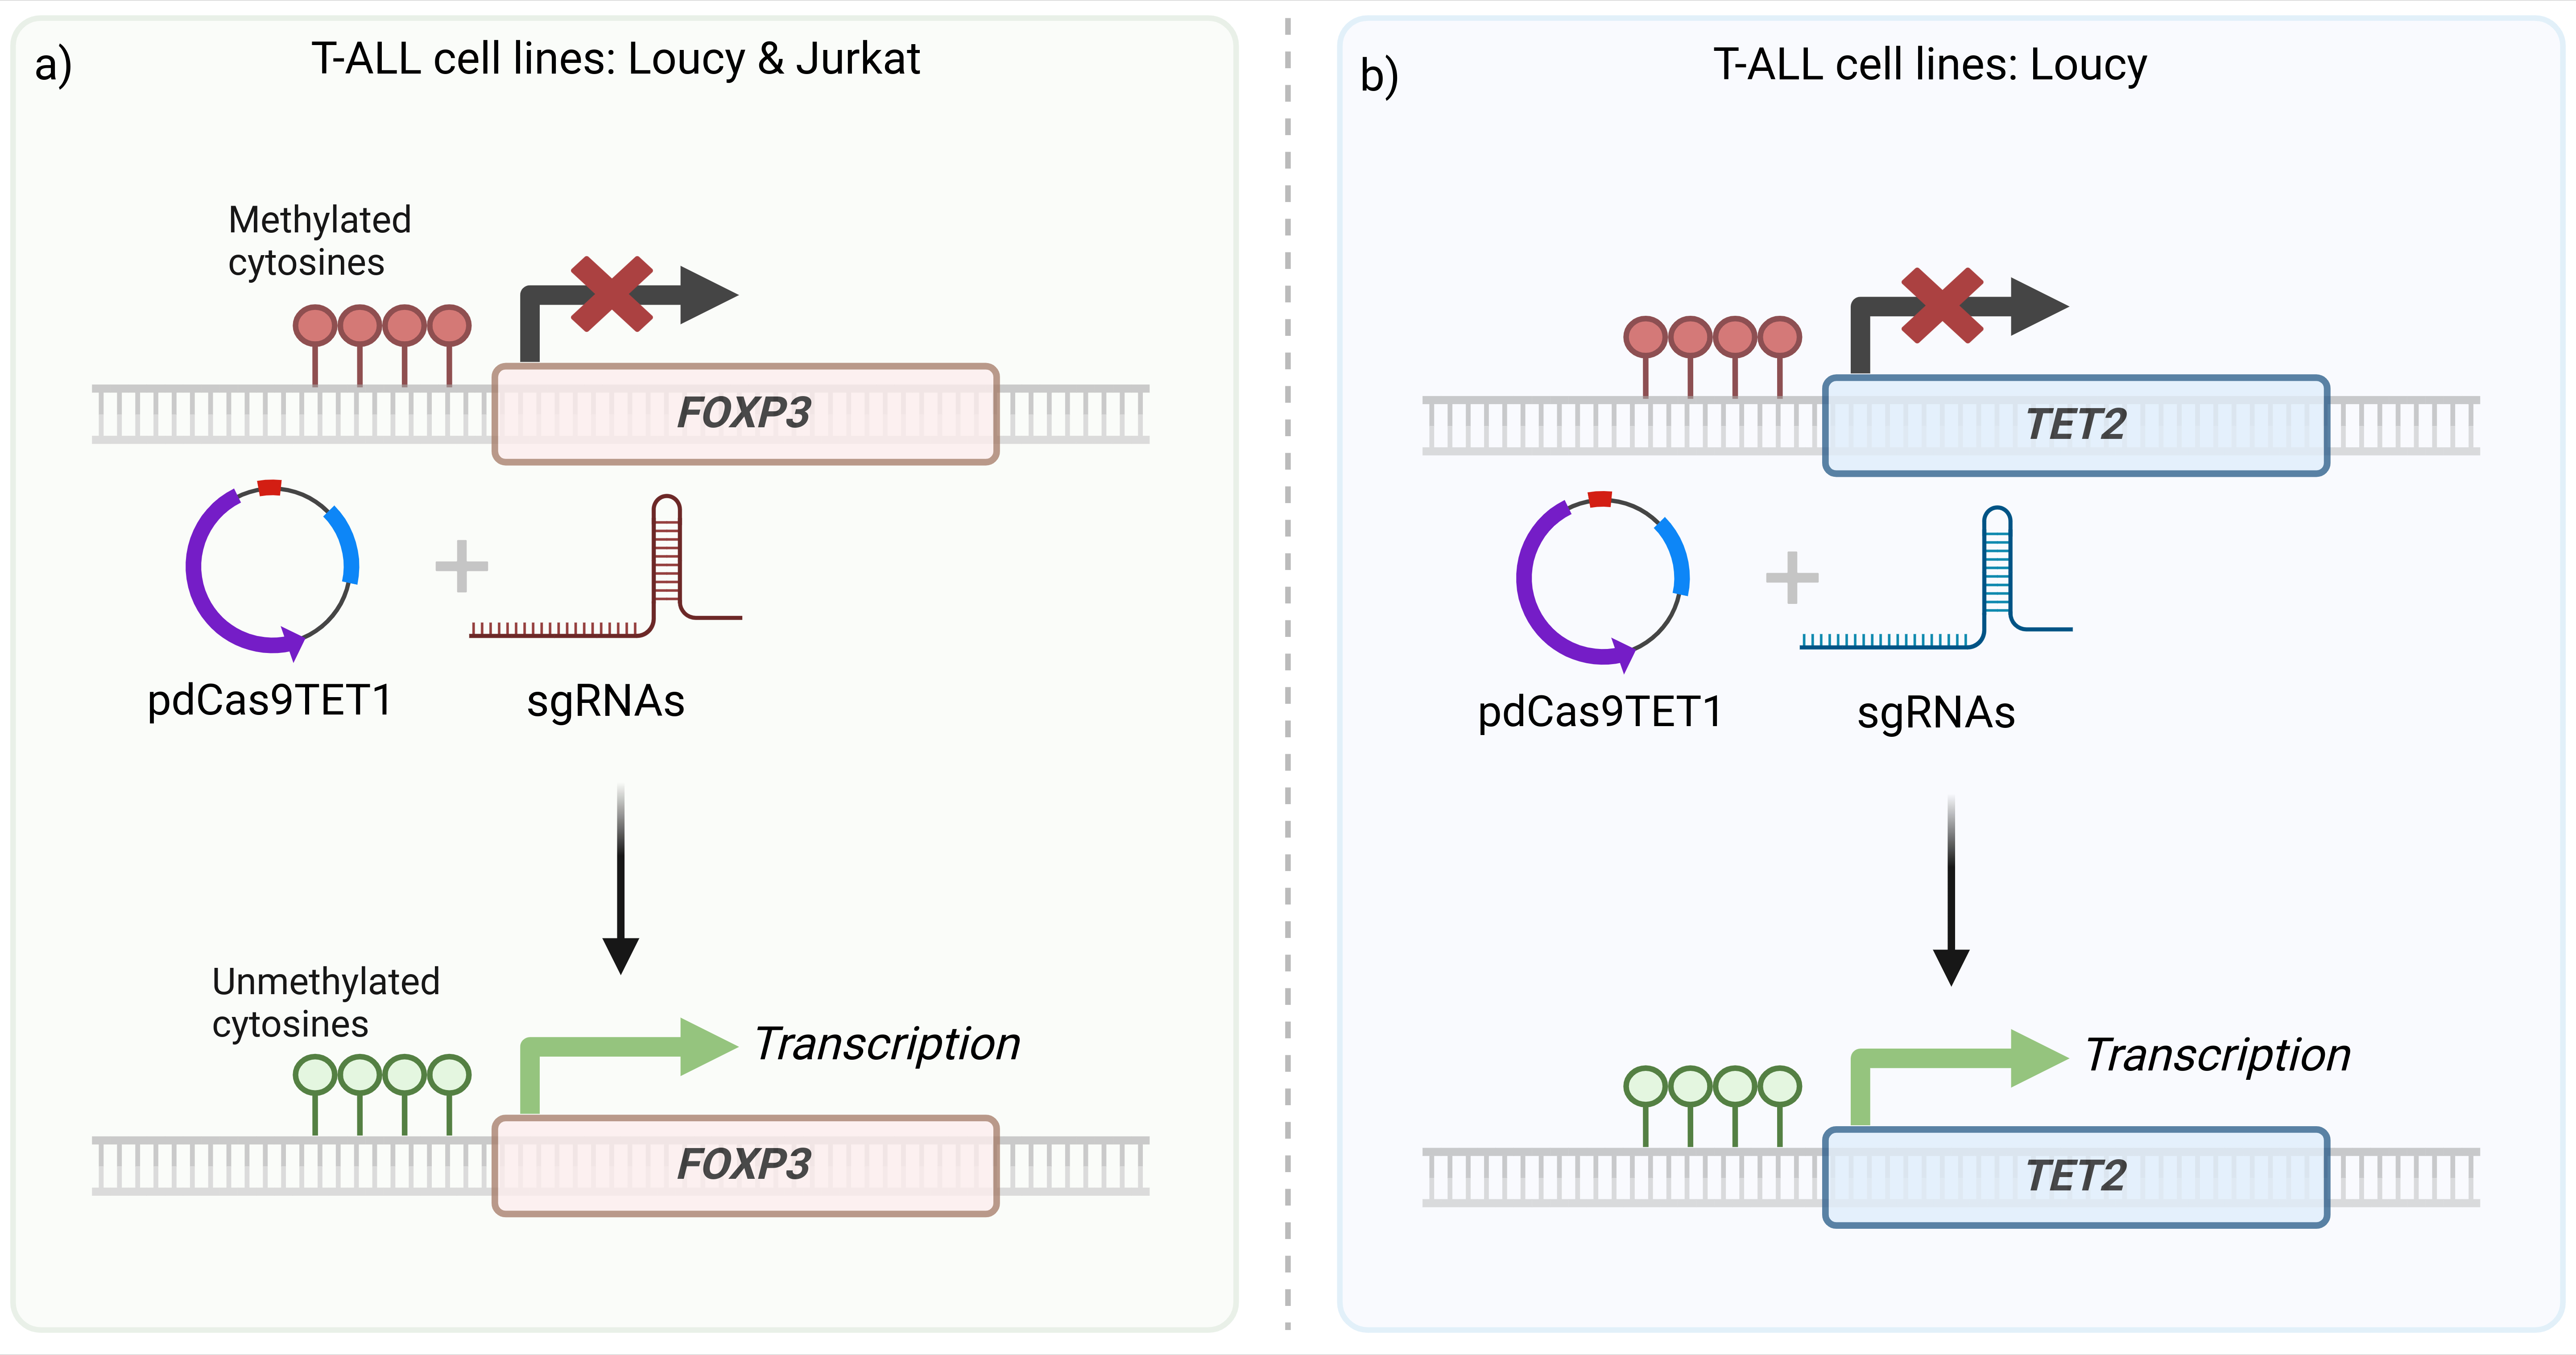 a)
T-ALL cell lines: Loucy & Jurkat
Methylated
cytosines
FOXP3
pdCas9TET1
sgRNAs
Unmethylated
cytosines
Transcription
FOXP3
b)
T-ALL cell lines: Loucy
TET2
pdCas9TET1
sgRNAs
Transcription
TET2